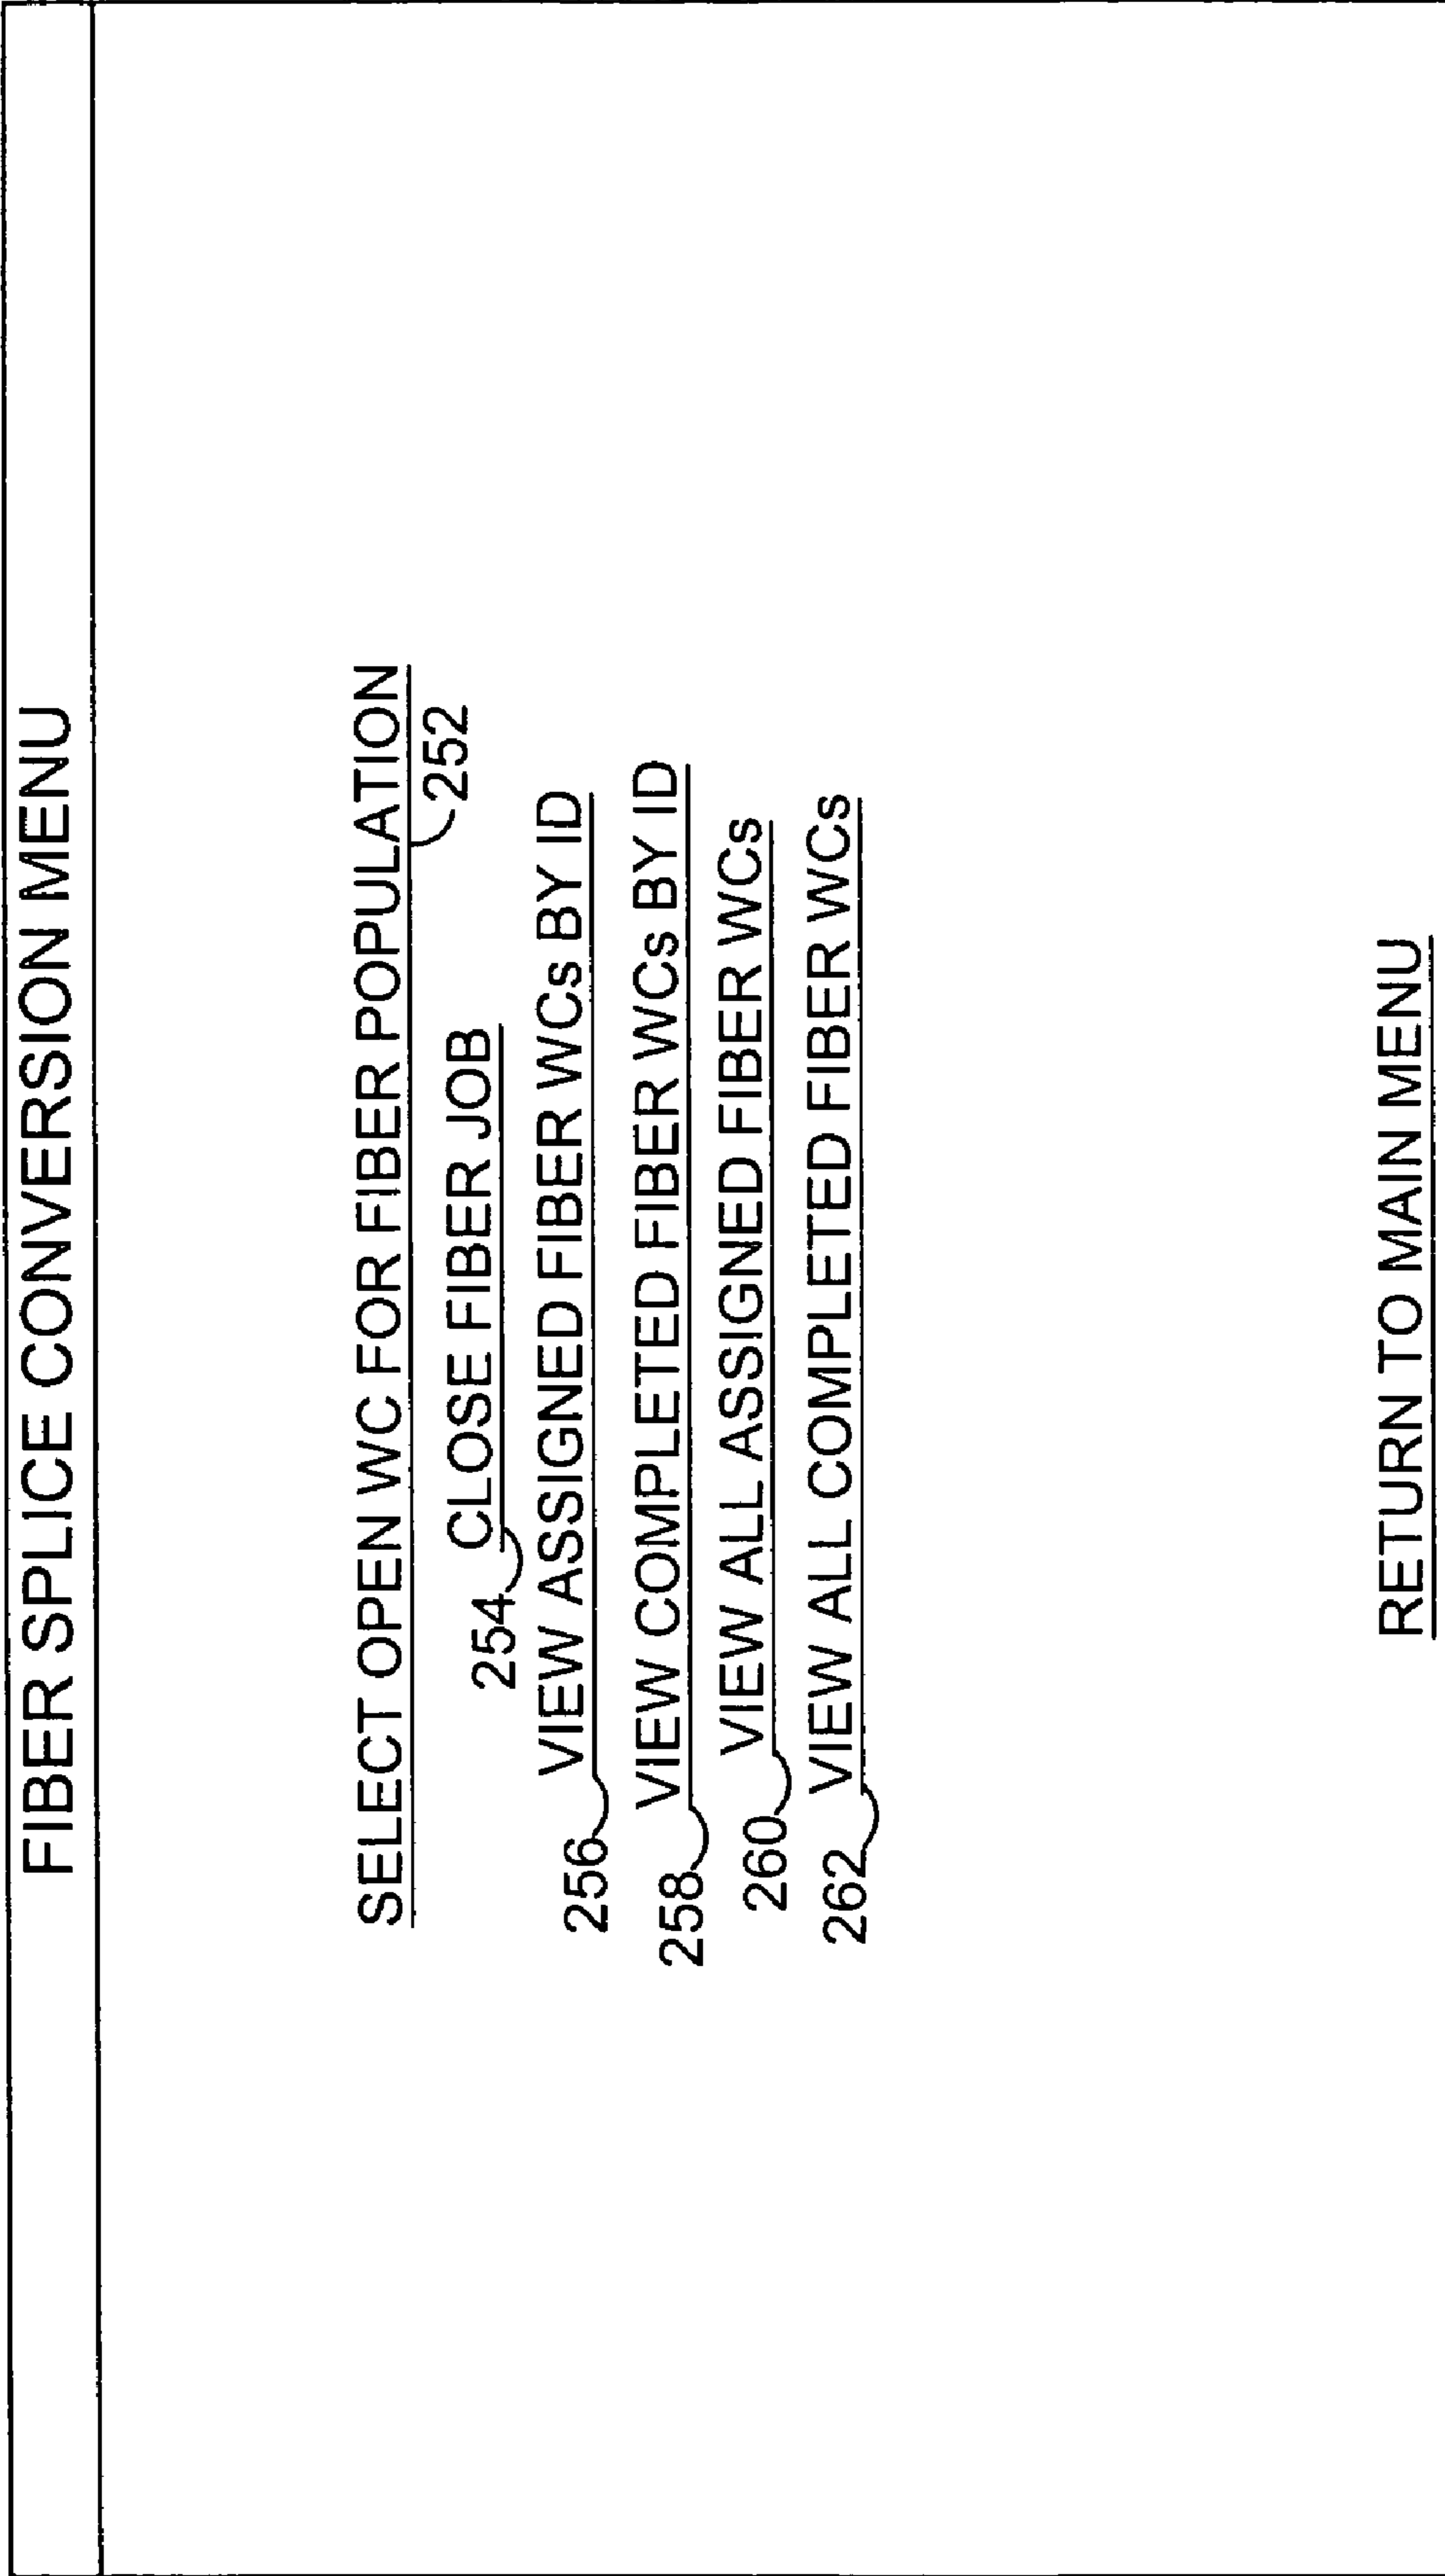 FIBER SPLICE CONVERSION MENU
SELECT OPEN WC FOR FIBER POPULATION
252
254 CLOSE FIBER JOB
256 VIEW ASSIGNED FIBER WCs BY ID
258 VIEW COMPLETED FIBER WCs BY ID
260 VIEW ALL ASSIGNED FIBER WCs
262 VIEW ALL COMPLETED FIBER WCs
RETURN TO MAIN MENU